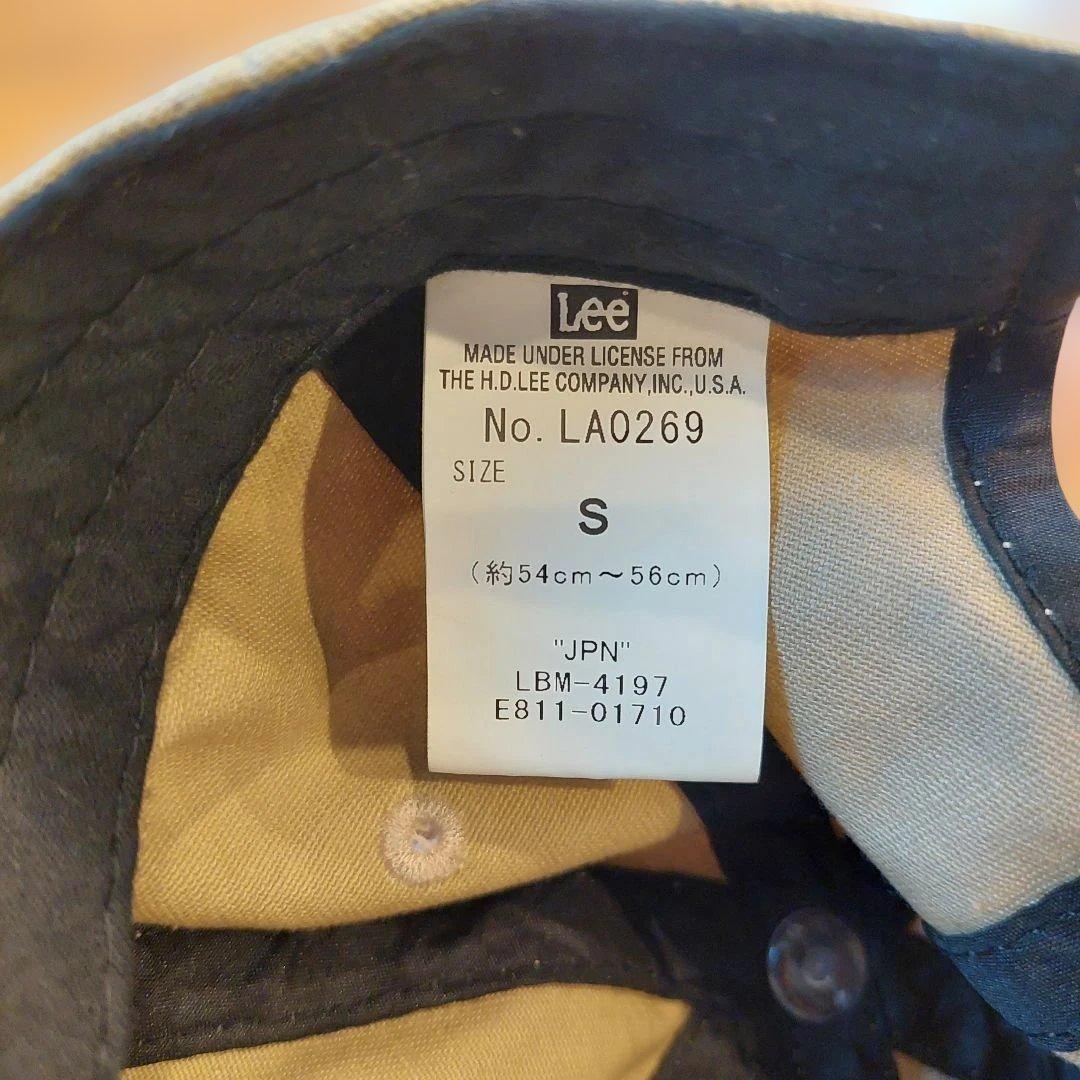 Lee
MADE UNDER LICENSE FROM
THE H.D.LEE COMPANY,INC.,U.S.A.
No. LA0269
SIZE
S
(約54cm〜56cm)
"JPN"
LBM-4197
E811-01710